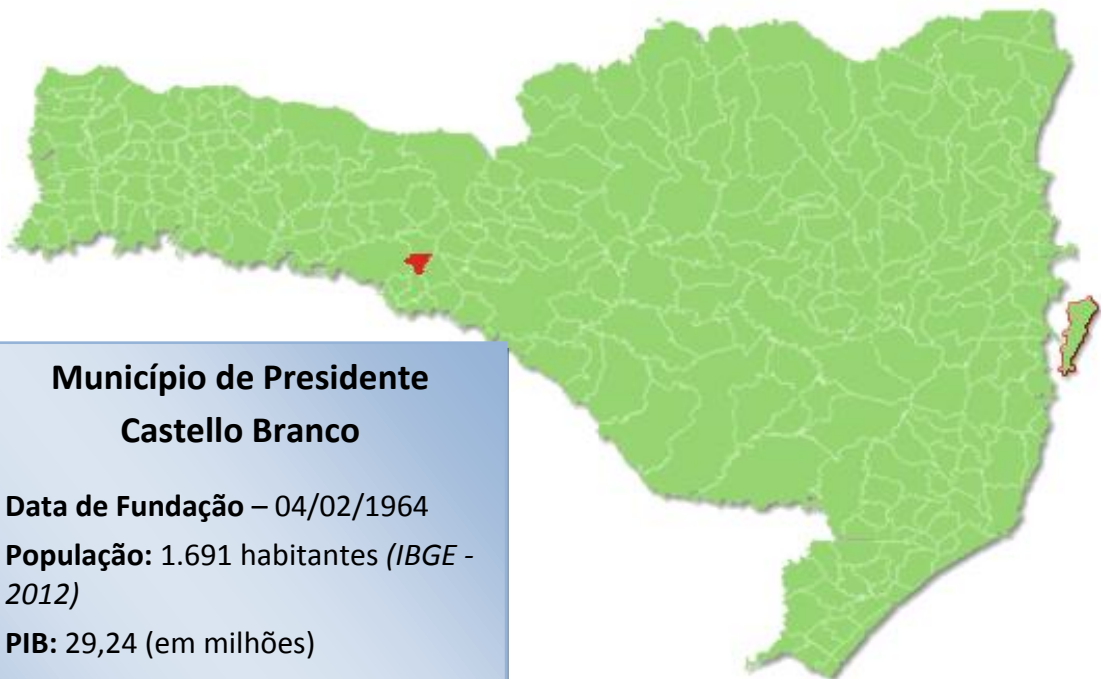 Município de Presidente
Castello Branco
Data de Fundação – 04/02/1964
População: 1.691 habitantes (IBGE -
2012)
PIB: 29,24 (em milhões)